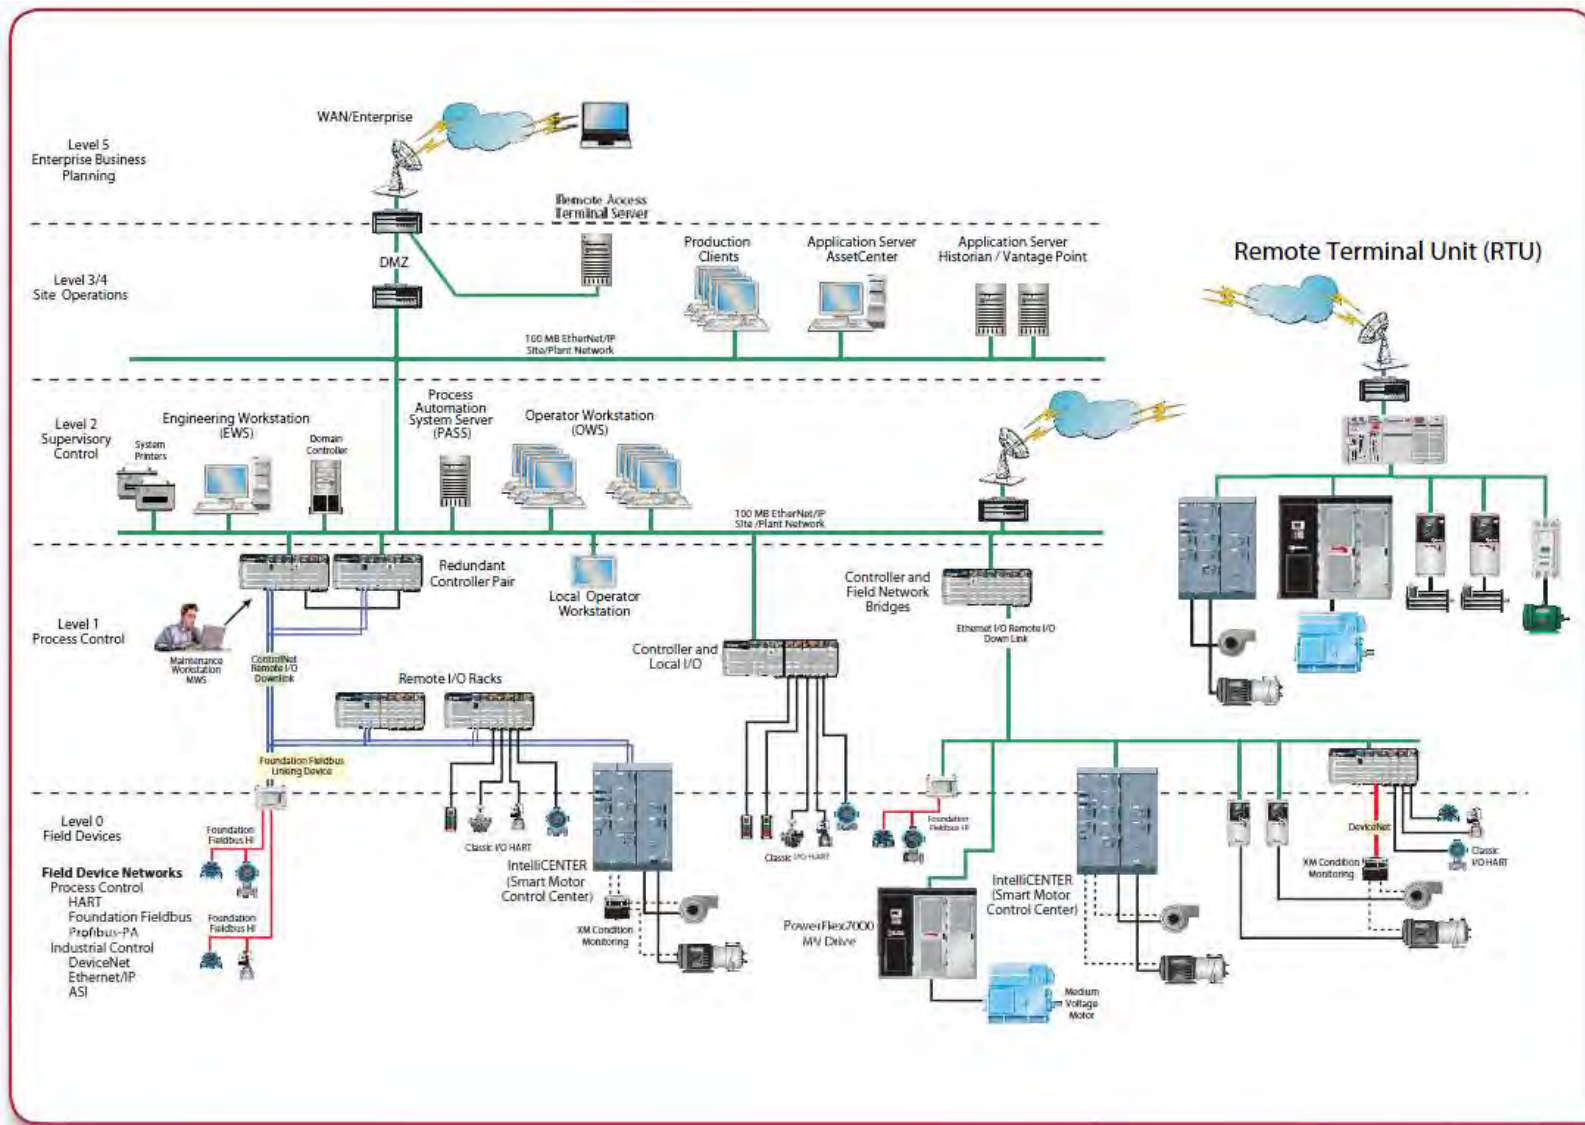 WAN/Enterprise
Level 5
Enterprise Business
Planning
Remote Access
Terminal Server
DMZ
Level 3/4
Site Operations
Production
Clients
Application Server
AssetCenter
Application Server
Historian / Vantage Point
Remote Terminal Unit (RTU)
100 MB EtherNet/IP
Site/Plant Network
Level 2
Supervisory
Control
System
Printers
Engineering Workstation
(EWS)
Domain
Controller
Process
Automation
System Server
(PASS)
Operator Workstation
(OWS)
100 MB EtherNet/IP
Site /Plant Network
Level 1
Process Control
Redundant
Controller Pair
Local Operator
Workstation
Controller and
Field Network
Bridges
Maintenance
Workstation
MWS
ControlNet
Remote I/O
Downlink
Controller and
Local I/O
Ethernet I/O Remote I/O
Down Link
Remote I/O Racks
Foundation Fieldbus
Linking Device
Level 0
Field Devices
Foundation
Fieldbus HI
Classic I/O HART
Classic I/O HART
Foundation
Fieldbus HI
DeviceNet
Classic
I/O HART
XM Condition
Monitoring
Field Device Networks
Process Control
HART
Foundation Fieldbus
Profibus-PA
Industrial Control
DeviceNet
Ethernet/IP
ASI
Foundation
Fieldbus HI
IntelliCENTER
(Smart Motor
Control Center)
XM Condition
Monitoring
PowerFlex7000
MV Drive
IntelliCENTER
(Smart Motor
Control Center)
Medium
Voltage
Motor